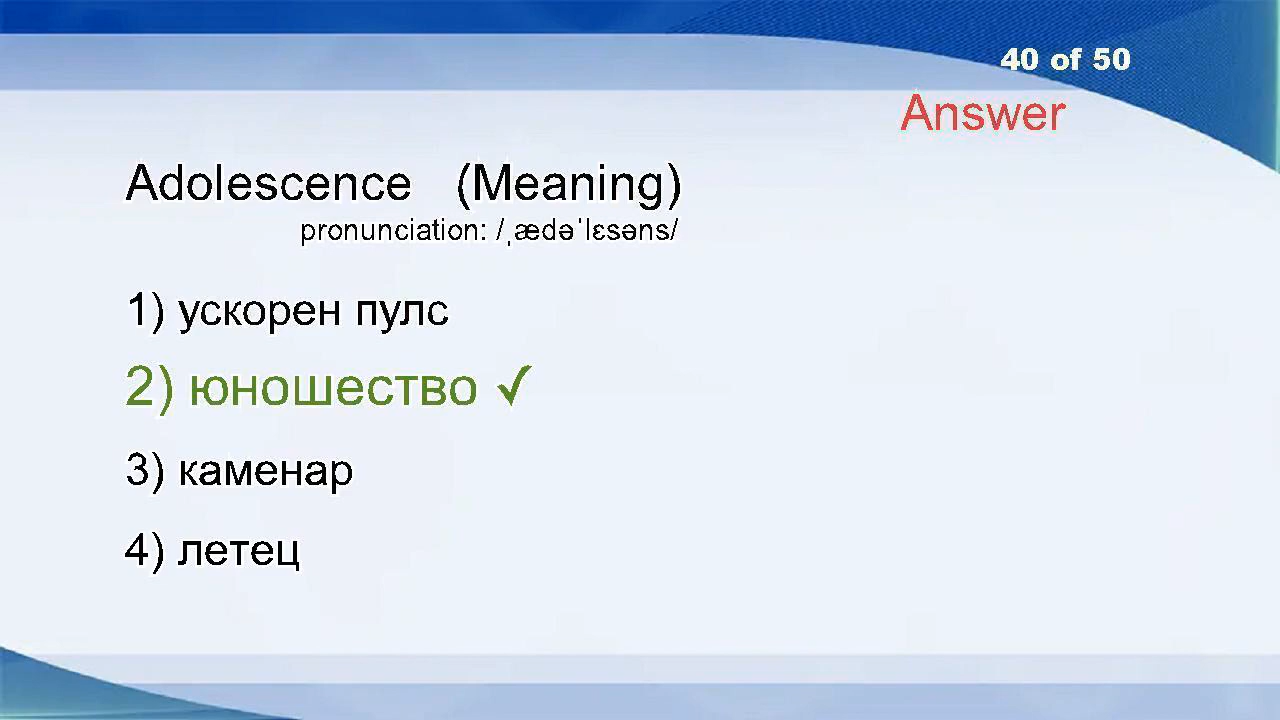 40 of 50
Answer
Adolescence (Meaning)
pronunciation: /ˌædəˈlɛsəns/
1) ускорен пулс
2) юношество ✓
3) каменар
4) летец